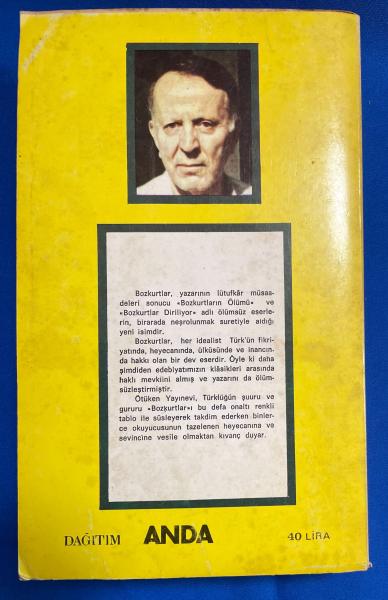 Bozkurtlar, yazarının lûtufkâr müsaa-
deleri sonucu «Bozkurtların Ölümü» ve
«Bozkurtlar Diriliyor» adlı ölümsüz eserle-
rin, birarada neşrolunmak suretiyle aldığı
yeni isimdir.
Bozkurtlar, her idealist Türk'ün fikri-
yatında, heyecanında, ülküsünde ve inancın-
da hakkı olan bir dev eserdir. Öyle ki daha
şimdiden edebiyatımızın klâsikleri arasında
haklı mevkiini almış ve yazarını da ölüm-
süzleştirmiştir.
Ötüken Yayınevi, Türklüğün şuuru ve
gururu «Bozkurtlar»ı bu defa onaltı renkli
tablo ile süsleyerek takdim ederken binler-
ce okuyucusunun tazelenen heyecanına ve
sevincine vesile olmaktan kıvanç duyar.
DAĞITIM ANDA 40 LİRA